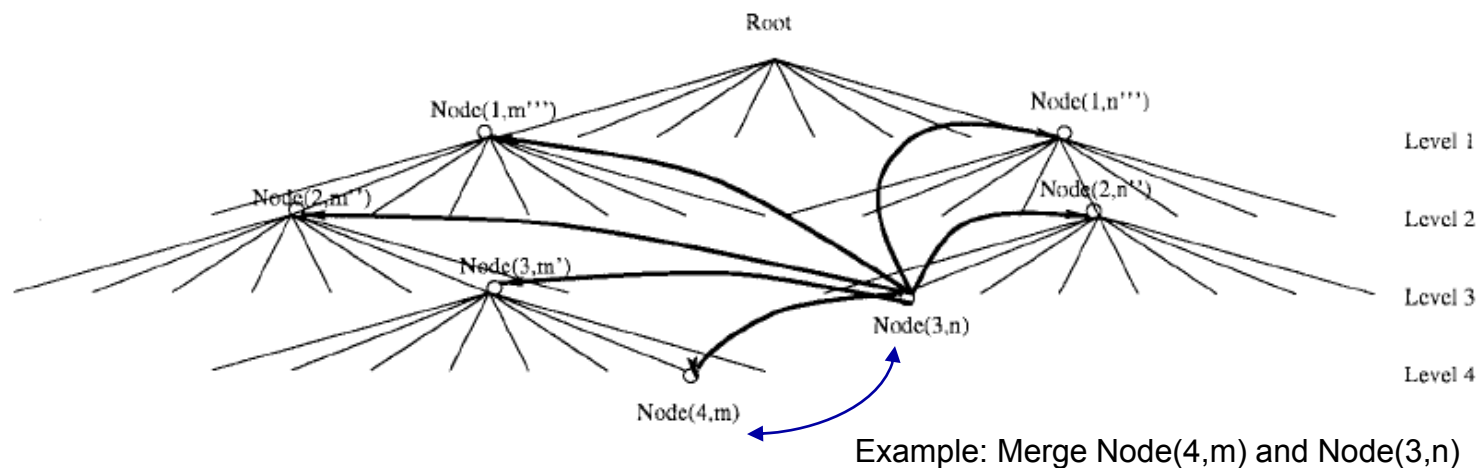 Root
Node(1,m''')
Node(1,n''')
Level 1
Node(2,m'')
Node(2,n'')
Level 2
Node(3,m')
Level 3
Node(3,n)
Level 4
Node(4,m)
Example: Merge Node(4,m) and Node(3,n)